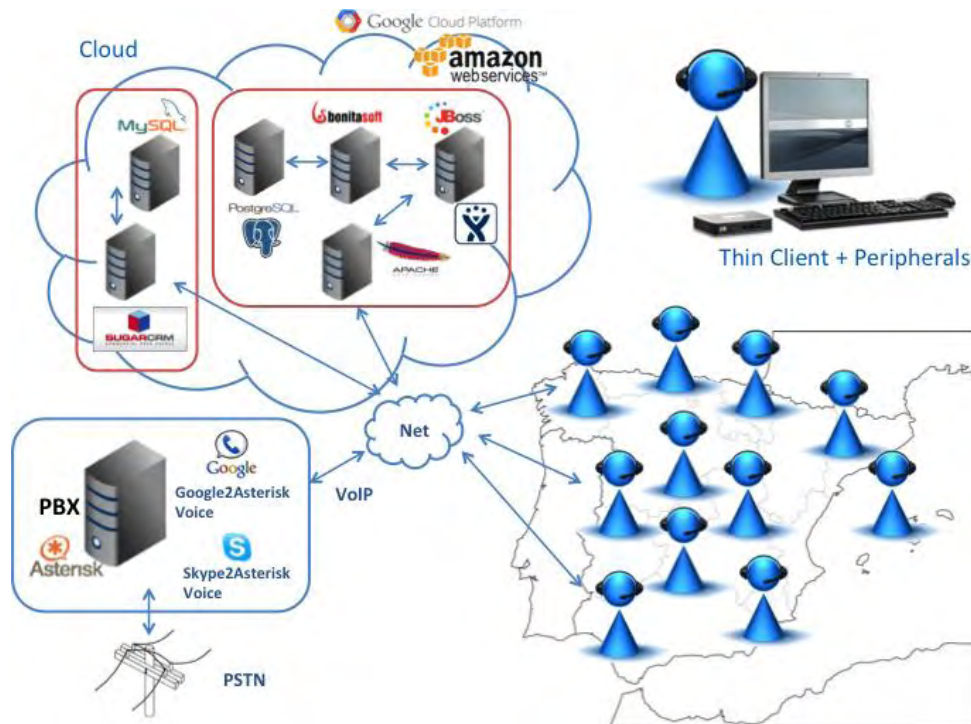 Google Cloud Platform
Cloud
amazon
webservices™
MySQL
bonitasoft
JBoss
PostgreSQL
APACHE
SUGARCRM
Thin Client + Peripherals
Net
PBX
Google
Google2Asterisk
Voice
VoIP
Asterisk
Skype2Asterisk
Voice
PSTN